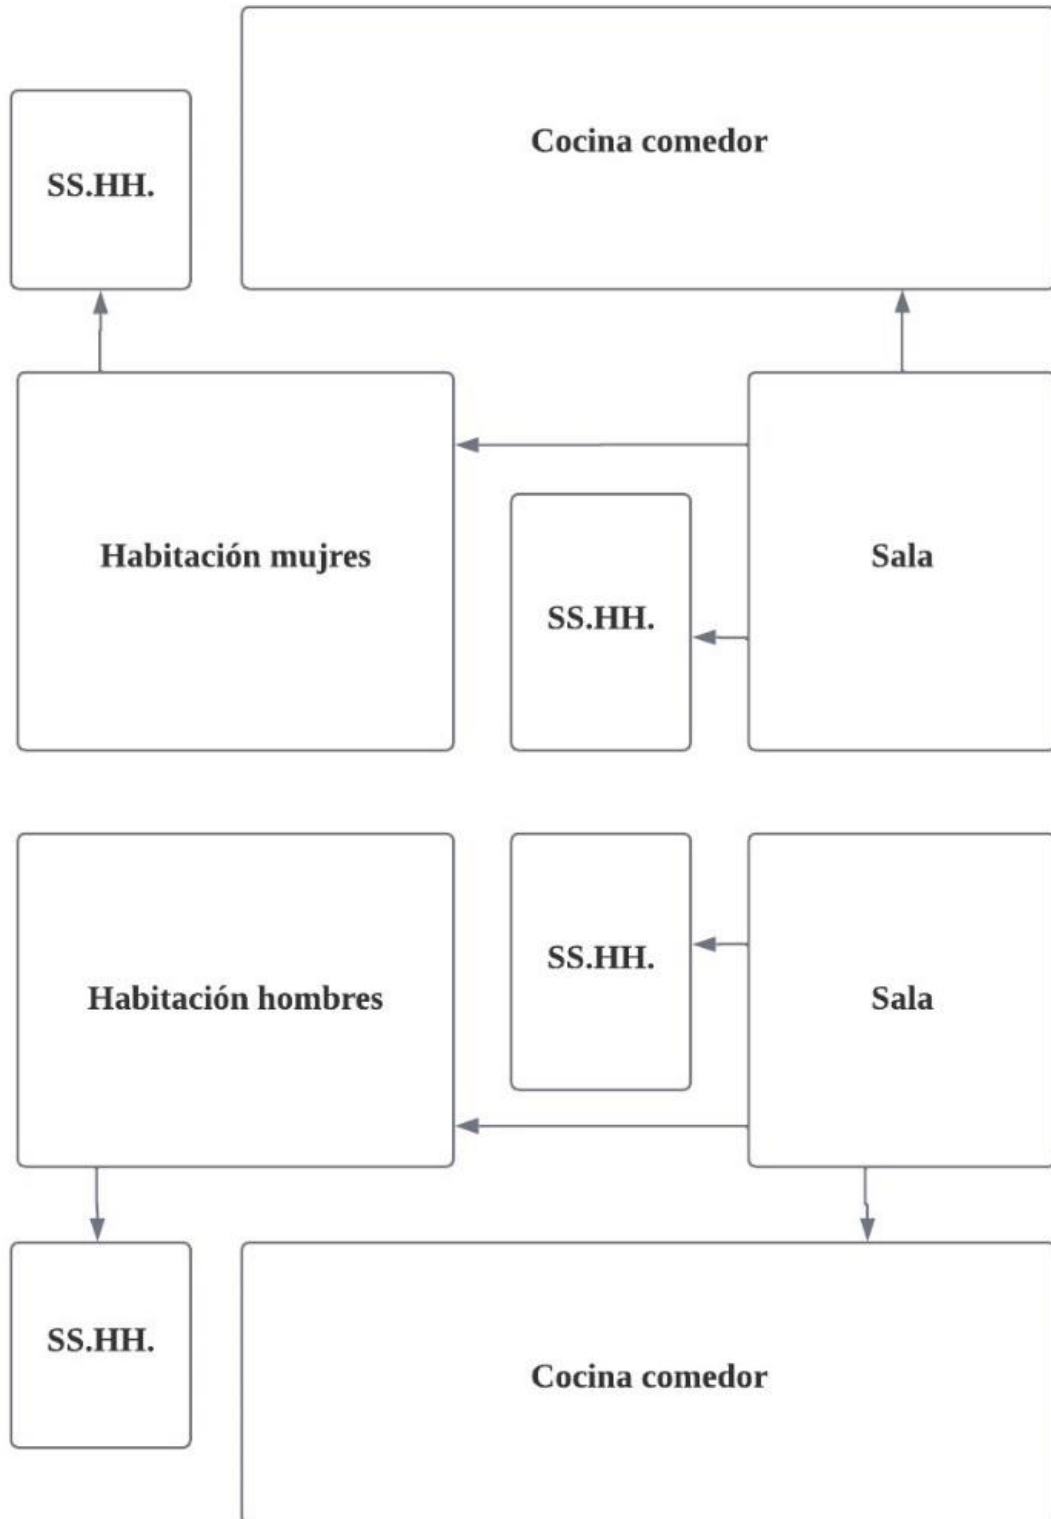 Cocina comedor
SS.HH.
Habitación mujres
SS.HH.
Sala
Habitación hombres
SS.HH.
Sala
SS.HH.
Cocina comedor